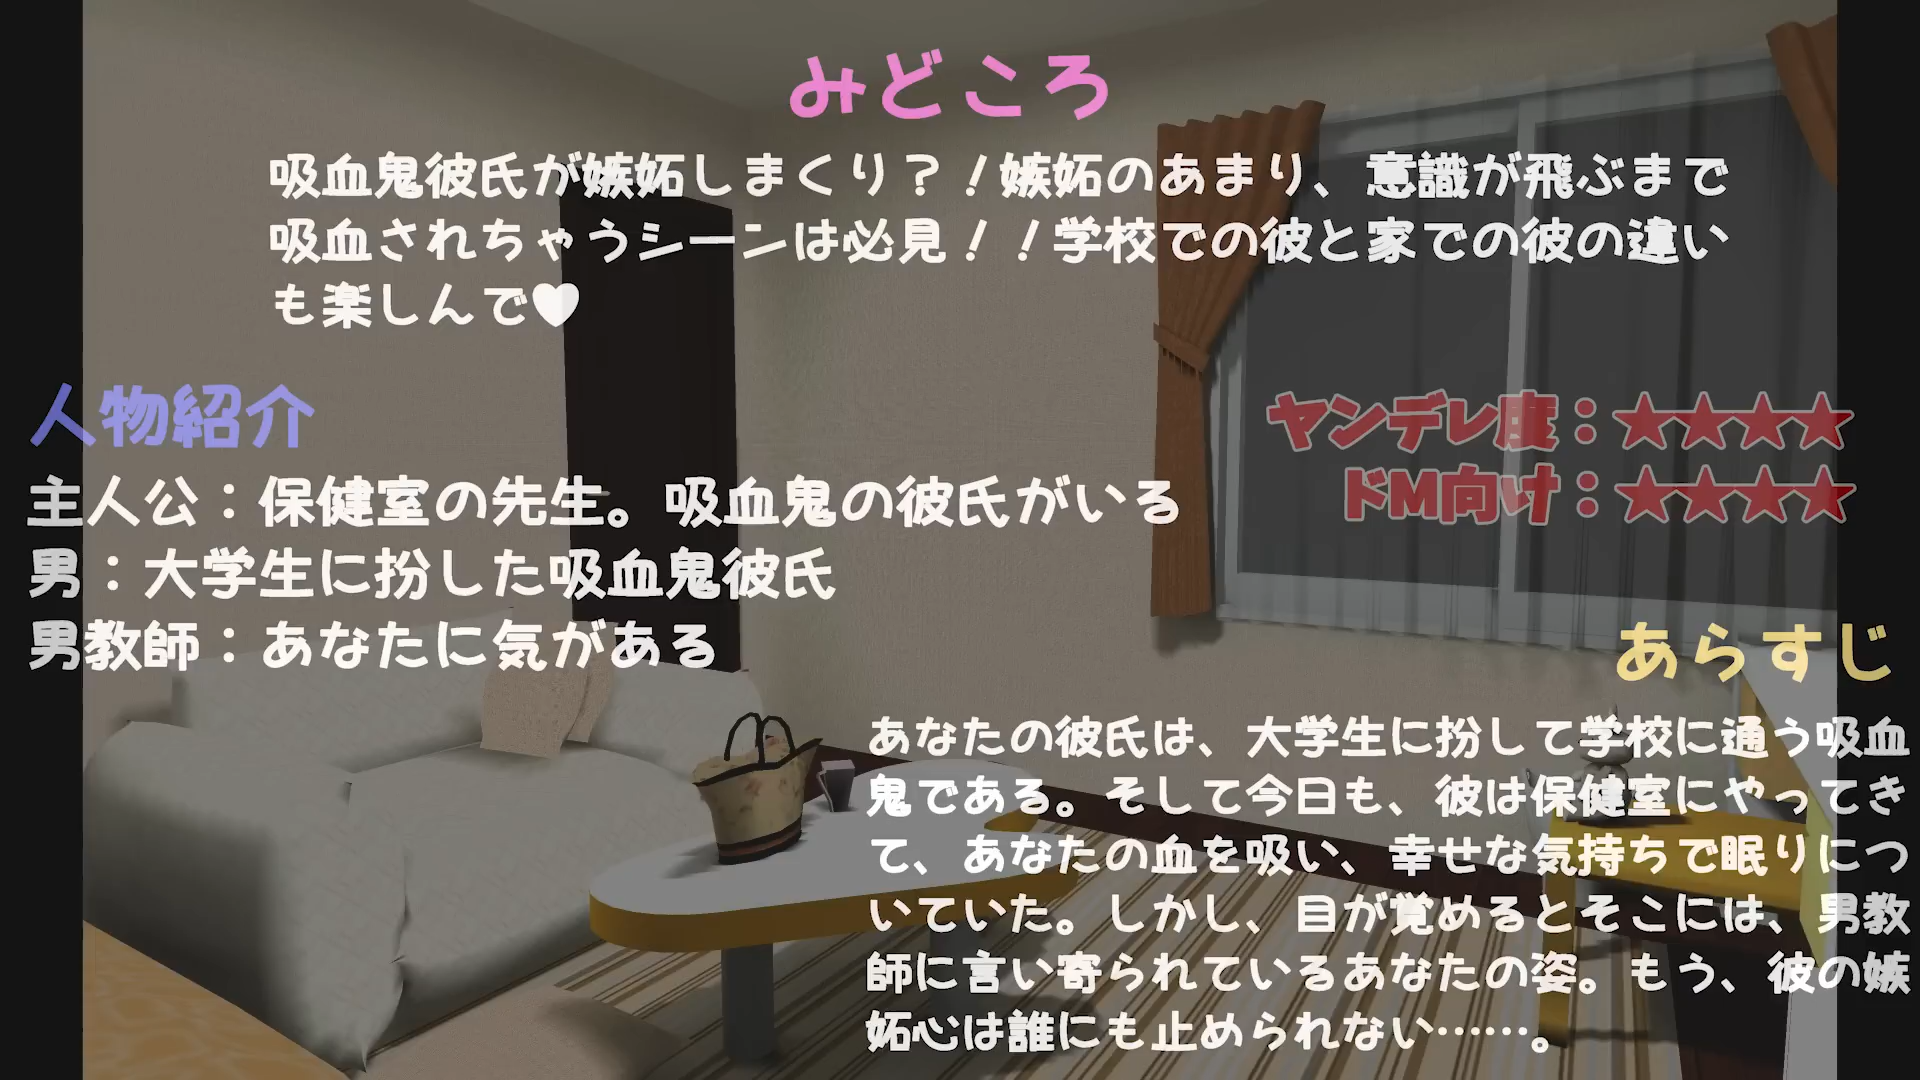 みどころ
吸血鬼彼氏が嫉妬しまくり？！嫉妬のあまり、意識が飛ぶまで
吸血されちゃうシーンは必見！！学校での彼と家での彼の違い
も楽しんで♥
人物紹介
主人公：保健室の先生。吸血鬼の彼氏がいる
男：大学生に扮した吸血鬼彼氏
男教師：あなたに気がある
ヤンデレ度：★★★★
ドM向け：★★★★
あらすじ
あなたの彼氏は、大学生に扮して学校に通う吸血
鬼である。そして今日も、彼は保健室にやってき
て、あなたの血を吸い、幸せな気持ちで眠りにつ
いていた。しかし、目が覚めるとそこには、男教
師に言い寄られているあなたの姿。もう、彼の嫉
妬心は誰にも止められない……。